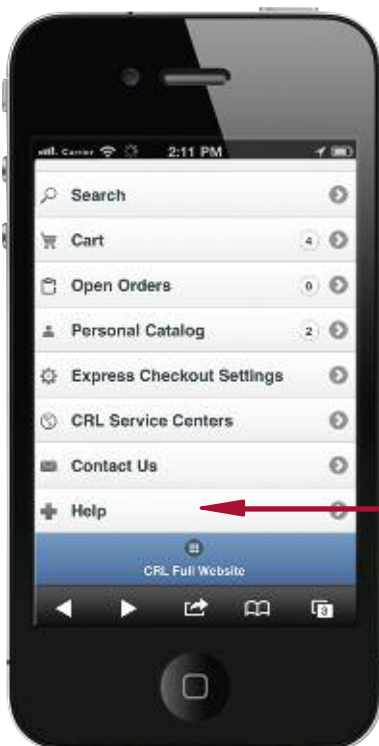 Carrier 2:11 PM
Search
Cart 4
Open Orders 0
Personal Catalog 2
Express Checkout Settings
CRL Service Centers
Contact Us
Help
CRL Full Website